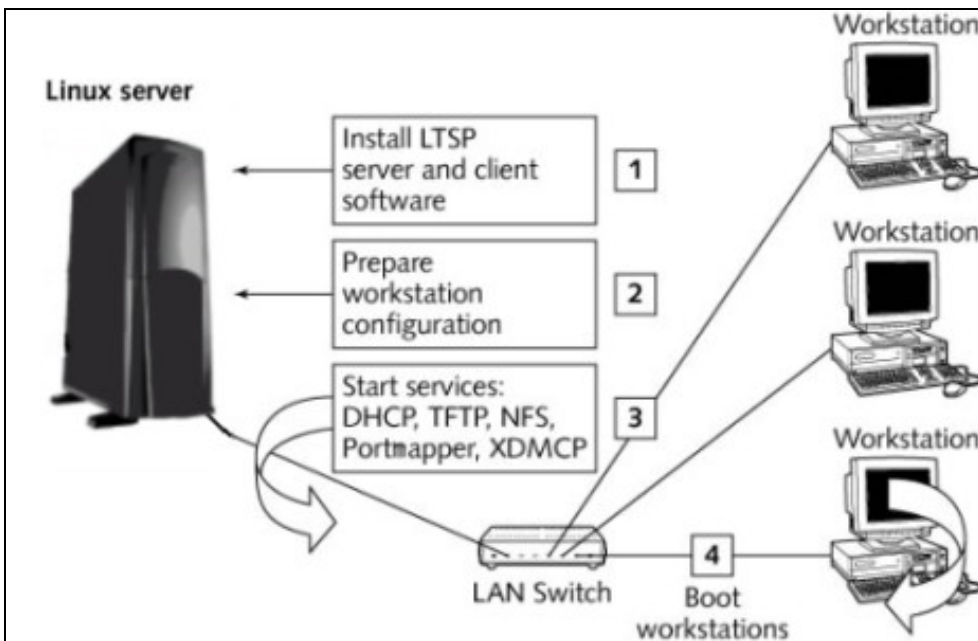 Workstation
Linux server
Install LTSP
server and client
software
1
Workstation
Prepare
workstation
configuration
2
Start services:
DHCP, TFTP, NFS,
Portmapper, XDMCP
3
Workstation
LAN Switch
4
Boot
workstations